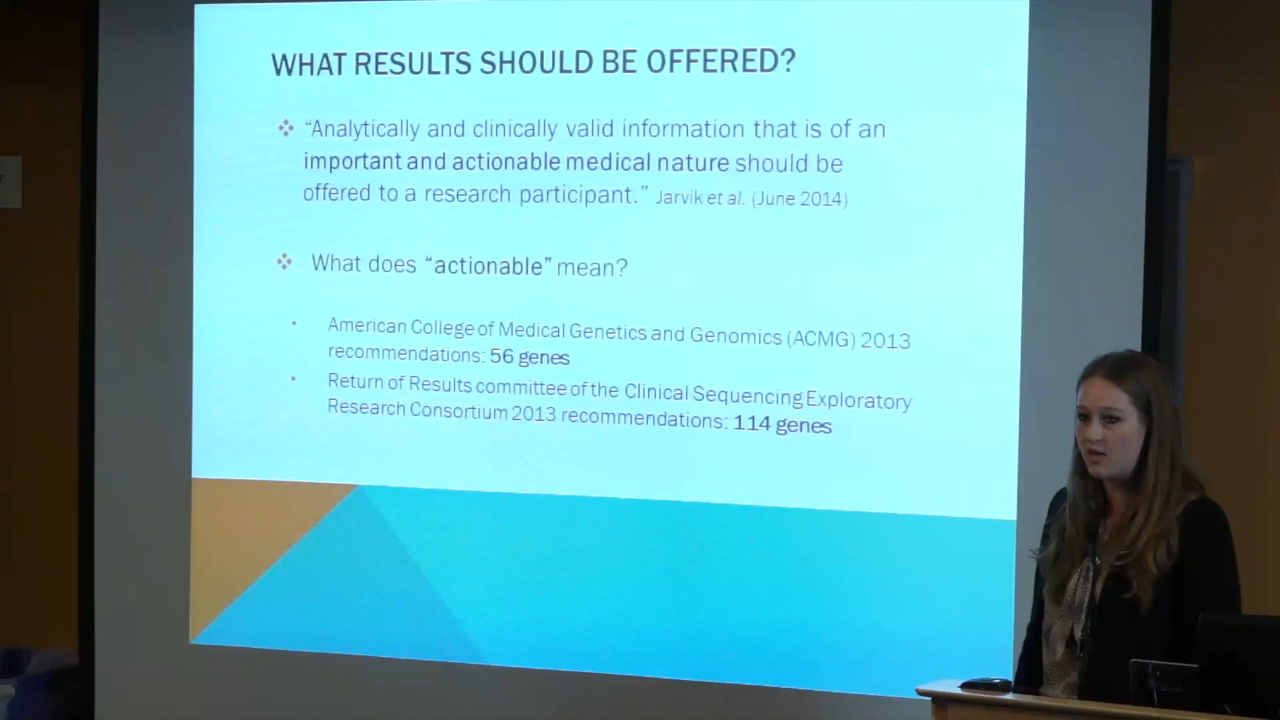 WHAT RESULTS SHOULD BE OFFERED?
“Analytically and clinically valid information that is of an
important and actionable medical nature should be
offered to a research participant.” Jarvik et al. (June 2014)
What does “actionable” mean?
American College of Medical Genetics and Genomics (ACMG) 2013
recommendations: 56 genes
Return of Results committee of the Clinical Sequencing Exploratory
Research Consortium 2013 recommendations: 114 genes